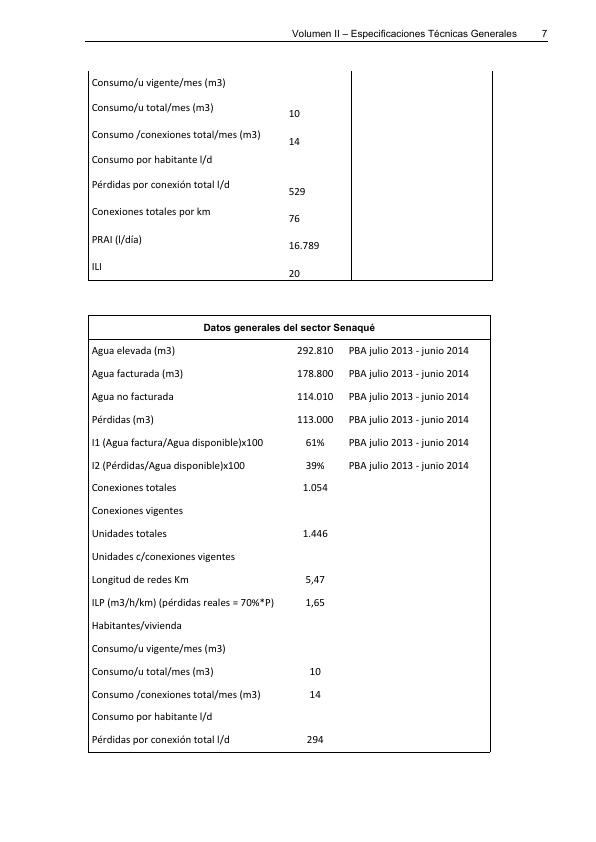 Volumen II – Especificaciones Técnicas Generales 7
Consumo/u vigente/mes (m3)
Consumo/u total/mes (m3) 10
Consumo /conexiones total/mes (m3) 14
Consumo por habitante l/d
Pérdidas por conexión total l/d 529
Conexiones totales por km 76
PRAI (l/día) 16.789
ILI 20
Datos generales del sector Senaqué
Agua elevada (m3) 292.810 PBA julio 2013 - junio 2014
Agua facturada (m3) 178.800 PBA julio 2013 - junio 2014
Agua no facturada 114.010 PBA julio 2013 - junio 2014
Pérdidas (m3) 113.000 PBA julio 2013 - junio 2014
I1 (Agua factura/Agua disponible)x100 61% PBA julio 2013 - junio 2014
I2 (Pérdidas/Agua disponible)x100 39% PBA julio 2013 - junio 2014
Conexiones totales 1.054
Conexiones vigentes
Unidades totales 1.446
Unidades c/conexiones vigentes
Longitud de redes Km 5,47
ILP (m3/h/km) (pérdidas reales = 70%*P) 1,65
Habitantes/vivienda
Consumo/u vigente/mes (m3)
Consumo/u total/mes (m3) 10
Consumo /conexiones total/mes (m3) 14
Consumo por habitante l/d
Pérdidas por conexión total l/d 294